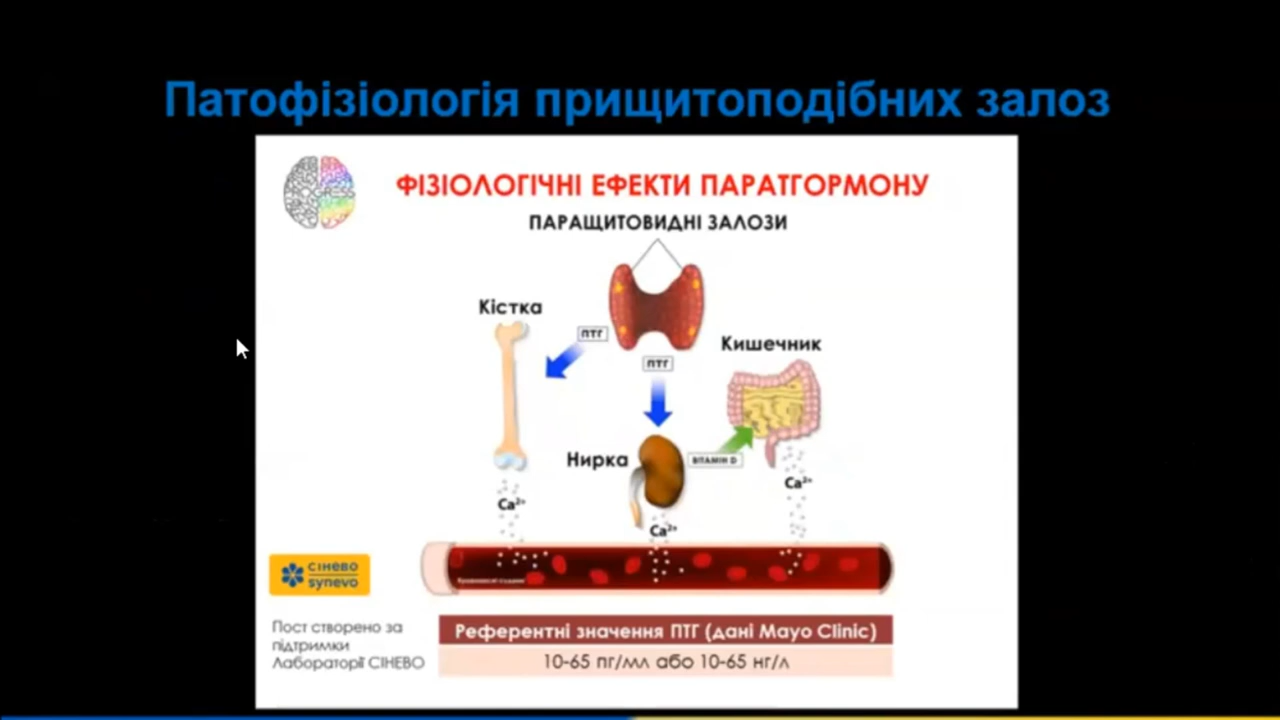 Патофізіологія прищитоподібних залоз
ФІЗІОЛОГІЧНІ ЕФЕКТИ ПАРАТГОРМОНУ
ПАРАЩИТОВИДНІ ЗАЛОЗИ
Кістка
ПТГ
Кишечник
ПТГ
Нирка
ВІТАМІН D
Ca²⁺
Ca²⁺
Ca²⁺
Кровоносні судини
сінево
synevo
Пост створено за
підтримки
Лабораторії СІНЕВО
Референтні значення ПТГ (дані Mayo Clinic)
10-65 пг/мл або 10-65 нг/л